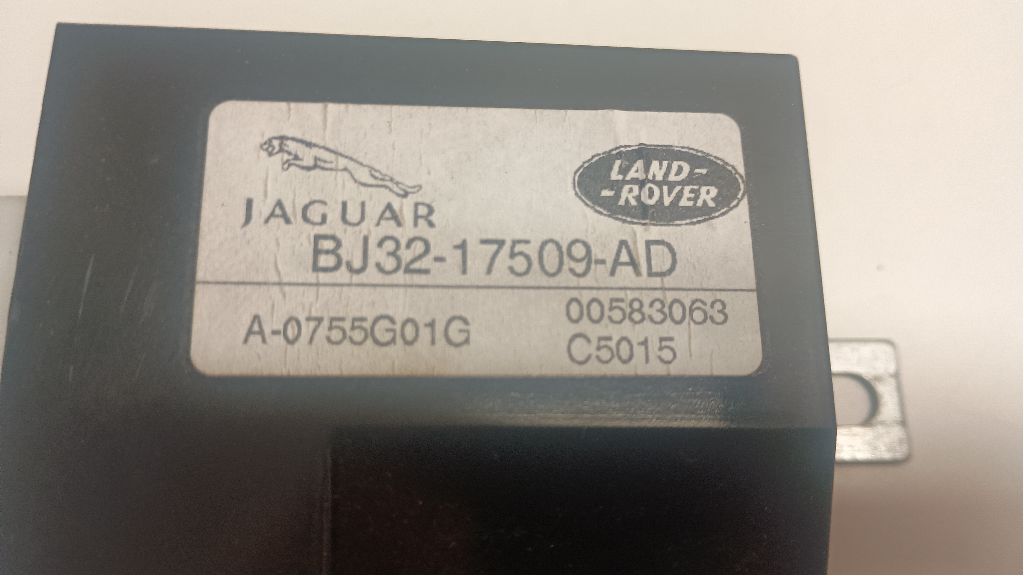 JAGUAR
LAND-
-ROVER
BJ32-17509-AD
A-0755G01G
00583063
C5015